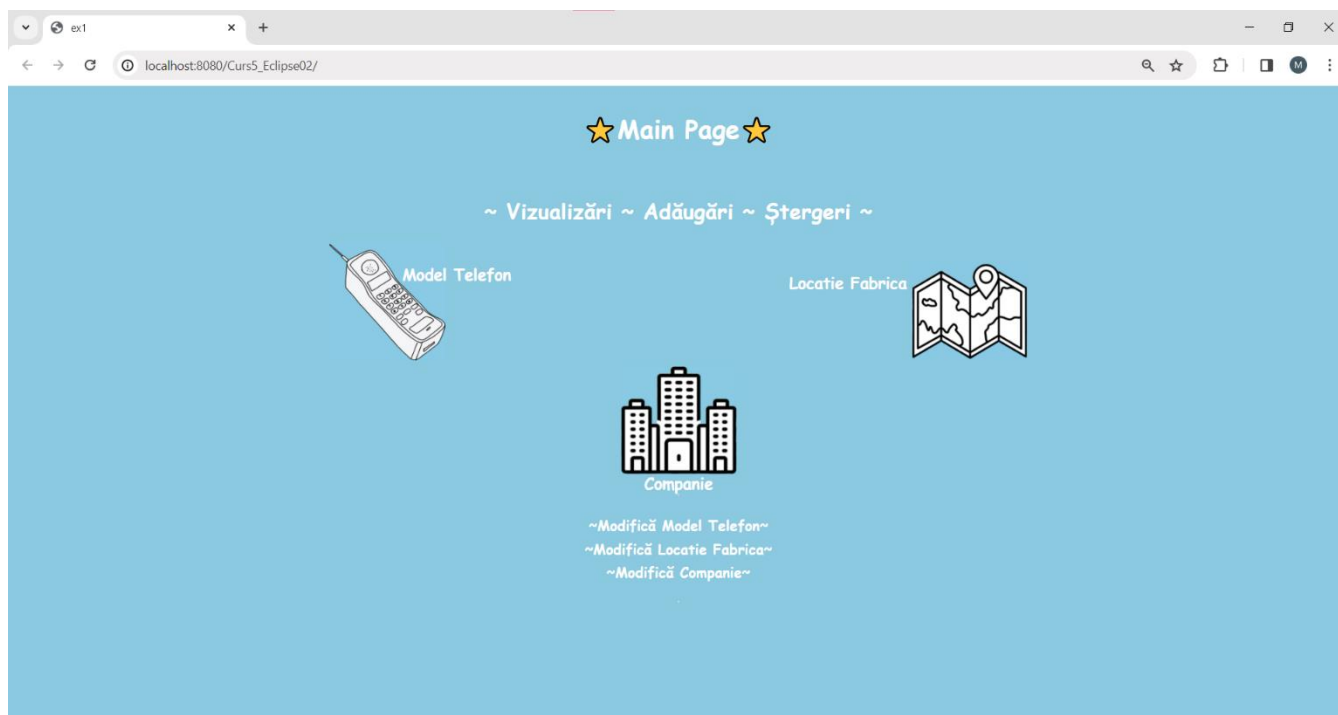 ex1
localhost:8080/Curs5_Eclipse02/
M
Main Page
~ Vizualizări ~ Adăugări ~ Ștergeri ~
Model Telefon
Locatie Fabrica
Companie
~Modifică Model Telefon~
~Modifică Locatie Fabrica~
~Modifică Companie~
.